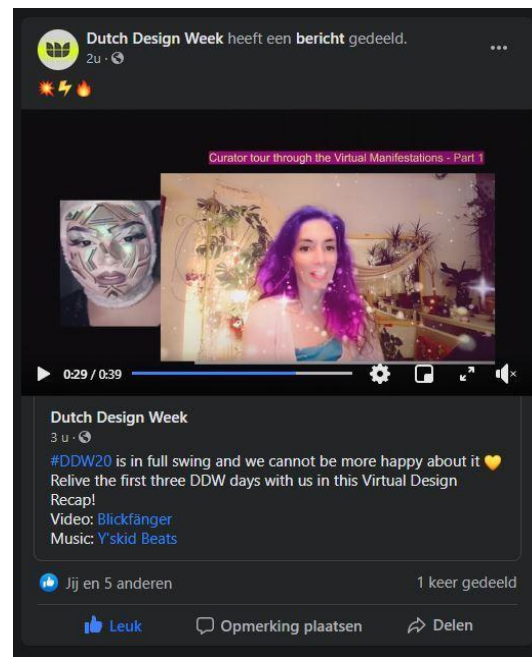 Dutch Design Week heeft een bericht gedeeld.
2u ·
Curator tour through the Virtual Manifestations - Part 1
0:29 / 0:39
Dutch Design Week
3 u ·
#DDW20 is in full swing and we cannot be more happy about it 💛
Relive the first three DDW days with us in this Virtual Design
Recap!
Video: Blickfänger
Music: Y'skid Beats
Jij en 5 anderen
1 keer gedeeld
Leuk
Opmerking plaatsen
Delen